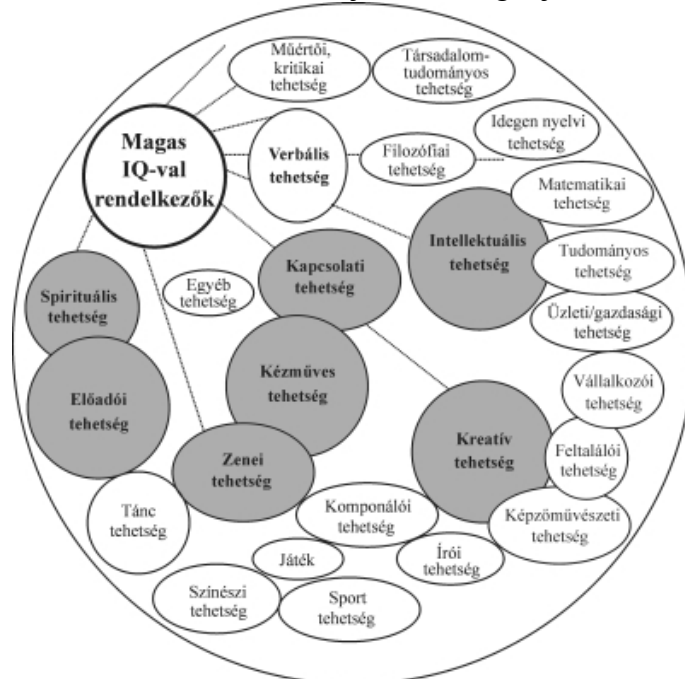 Műértői,
kritikai
tehetség
Társadalom-
tudományos
tehetség
Idegen nyelvi
tehetség
Magas
IQ-val
rendelkezők
Verbális
tehetség
Filozófiai
tehetség
Matematikai
tehetség
Intellektuális
tehetség
Tudományos
tehetség
Kapcsolati
tehetség
Egyéb
tehetség
Spirituális
tehetség
Üzleti/gazdasági
tehetség
Kézműves
tehetség
Vállalkozói
tehetség
Előadói
tehetség
Kreatív
tehetség
Feltalálói
tehetség
Zenei
tehetség
Tánc
tehetség
Komponálói
tehetség
Képzőművészeti
tehetség
Írói
tehetség
Játék
Színészi
tehetség
Sport
tehetség